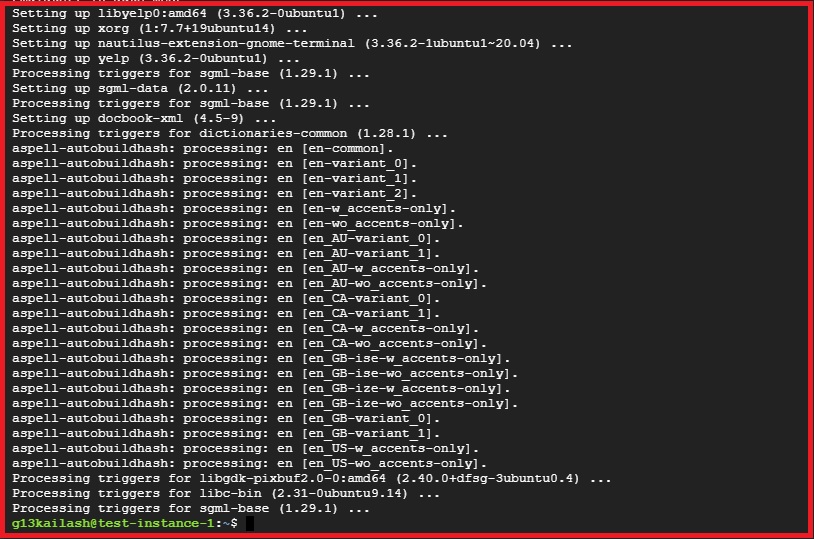 Setting up libyelp0:amd64 (3.36.2-0ubuntu1) ...
Setting up xorg (1:7.7+19ubuntu14) ...
Setting up nautilus-extension-gnome-terminal (3.36.2-1ubuntu1~20.04) ...
Setting up yelp (3.36.2-0ubuntu1) ...
Processing triggers for sgml-base (1.29.1) ...
Setting up sgml-data (2.0.11) ...
Processing triggers for sgml-base (1.29.1) ...
Setting up docbook-xml (4.5-9) ...
Processing triggers for dictionaries-common (1.28.1) ...
aspell-autobuildhash: processing: en [en-common].
aspell-autobuildhash: processing: en [en-variant_0].
aspell-autobuildhash: processing: en [en-variant_1].
aspell-autobuildhash: processing: en [en-variant_2].
aspell-autobuildhash: processing: en [en-w_accents-only].
aspell-autobuildhash: processing: en [en-wo_accents-only].
aspell-autobuildhash: processing: en [en_AU-variant_0].
aspell-autobuildhash: processing: en [en_AU-variant_1].
aspell-autobuildhash: processing: en [en_AU-w_accents-only].
aspell-autobuildhash: processing: en [en_AU-wo_accents-only].
aspell-autobuildhash: processing: en [en_CA-variant_0].
aspell-autobuildhash: processing: en [en_CA-variant_1].
aspell-autobuildhash: processing: en [en_CA-w_accents-only].
aspell-autobuildhash: processing: en [en_CA-wo_accents-only].
aspell-autobuildhash: processing: en [en_GB-ise-w_accents-only].
aspell-autobuildhash: processing: en [en_GB-ise-wo_accents-only].
aspell-autobuildhash: processing: en [en_GB-ize-w_accents-only].
aspell-autobuildhash: processing: en [en_GB-ize-wo_accents-only].
aspell-autobuildhash: processing: en [en_GB-variant_0].
aspell-autobuildhash: processing: en [en_GB-variant_1].
aspell-autobuildhash: processing: en [en_US-w_accents-only].
aspell-autobuildhash: processing: en [en_US-wo_accents-only].
Processing triggers for libgdk-pixbuf2.0-0:amd64 (2.40.0+dfsg-3ubuntu0.4) ...
Processing triggers for libc-bin (2.31-0ubuntu9.14) ...
Processing triggers for sgml-base (1.29.1) ...
g13kailash@test-instance-1:~$